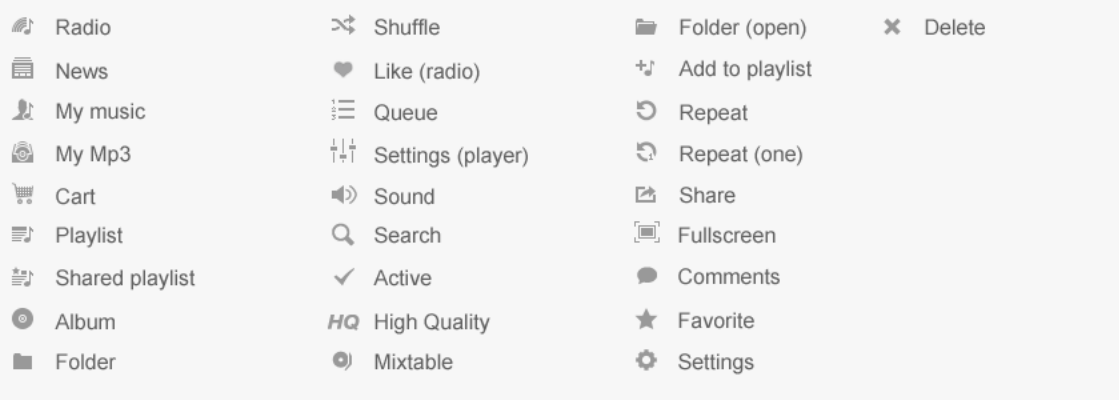 Radio
News
My music
My Mp3
Cart
Playlist
Shared playlist
Album
Folder
Shuffle
Like (radio)
Queue
Settings (player)
Sound
Search
Active
HQ High Quality
Mixtable
Folder (open)
Add to playlist
Repeat
Repeat (one)
Share
Fullscreen
Comments
Favorite
Settings
Delete